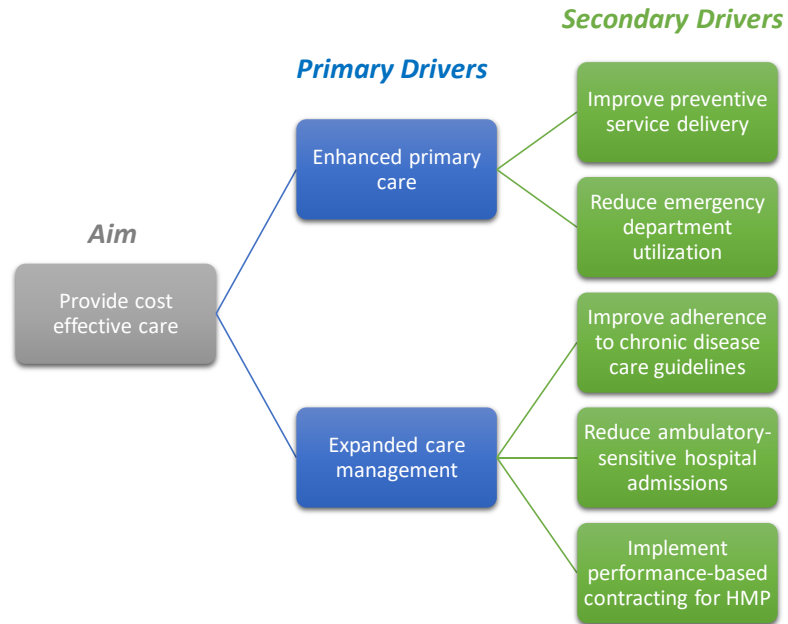 Secondary Drivers
Primary Drivers
Improve preventive
service delivery
Enhanced primary
care
Reduce emergency
department
utilization
Aim
Provide cost
effective care
Improve adherence
to chronic disease
care guidelines
Expanded care
management
Reduce ambulatory-
sensitive hospital
admissions
Implement
performance-based
contracting for HMP